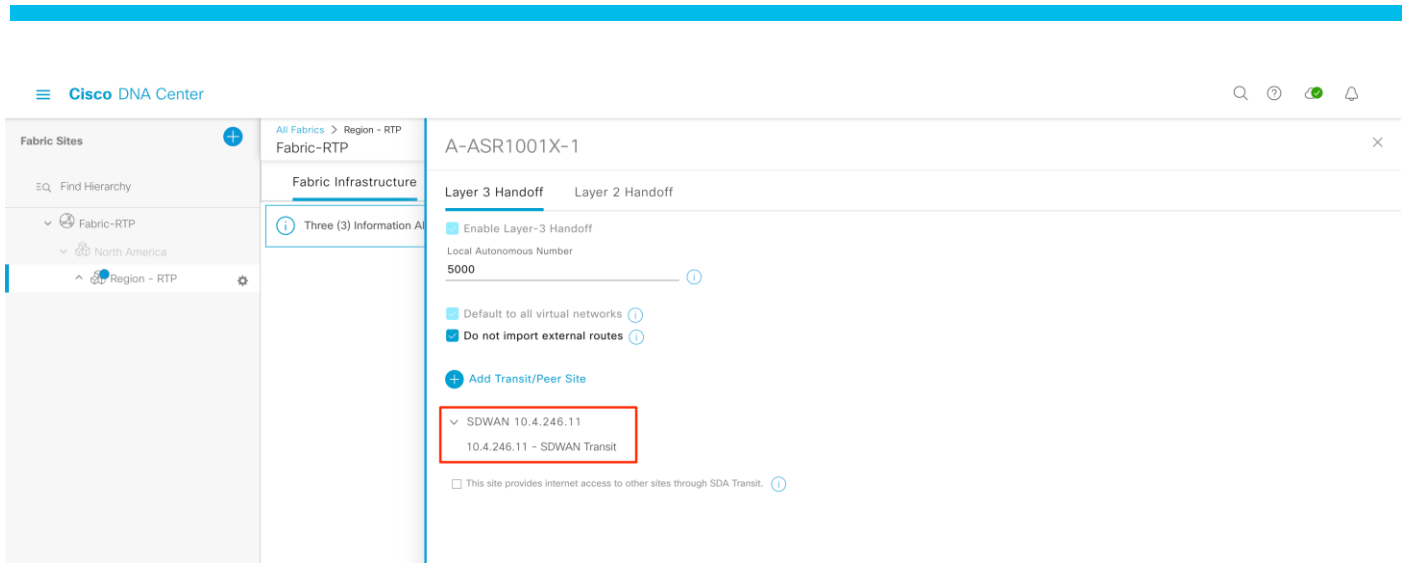 Cisco DNA Center
Fabric Sites
Find Hierarchy
Fabric-RTP
North America
Region - RTP
All Fabrics > Region - RTP
Fabric-RTP
Fabric Infrastructure
Three (3) Information Al
A-ASR1001X-1
Layer 3 Handoff Layer 2 Handoff
Enable Layer-3 Handoff
Local Autonomous Number
5000
Default to all virtual networks
Do not import external routes
Add Transit/Peer Site
SDWAN 10.4.246.11
10.4.246.11 - SDWAN Transit
This site provides internet access to other sites through SDA Transit.